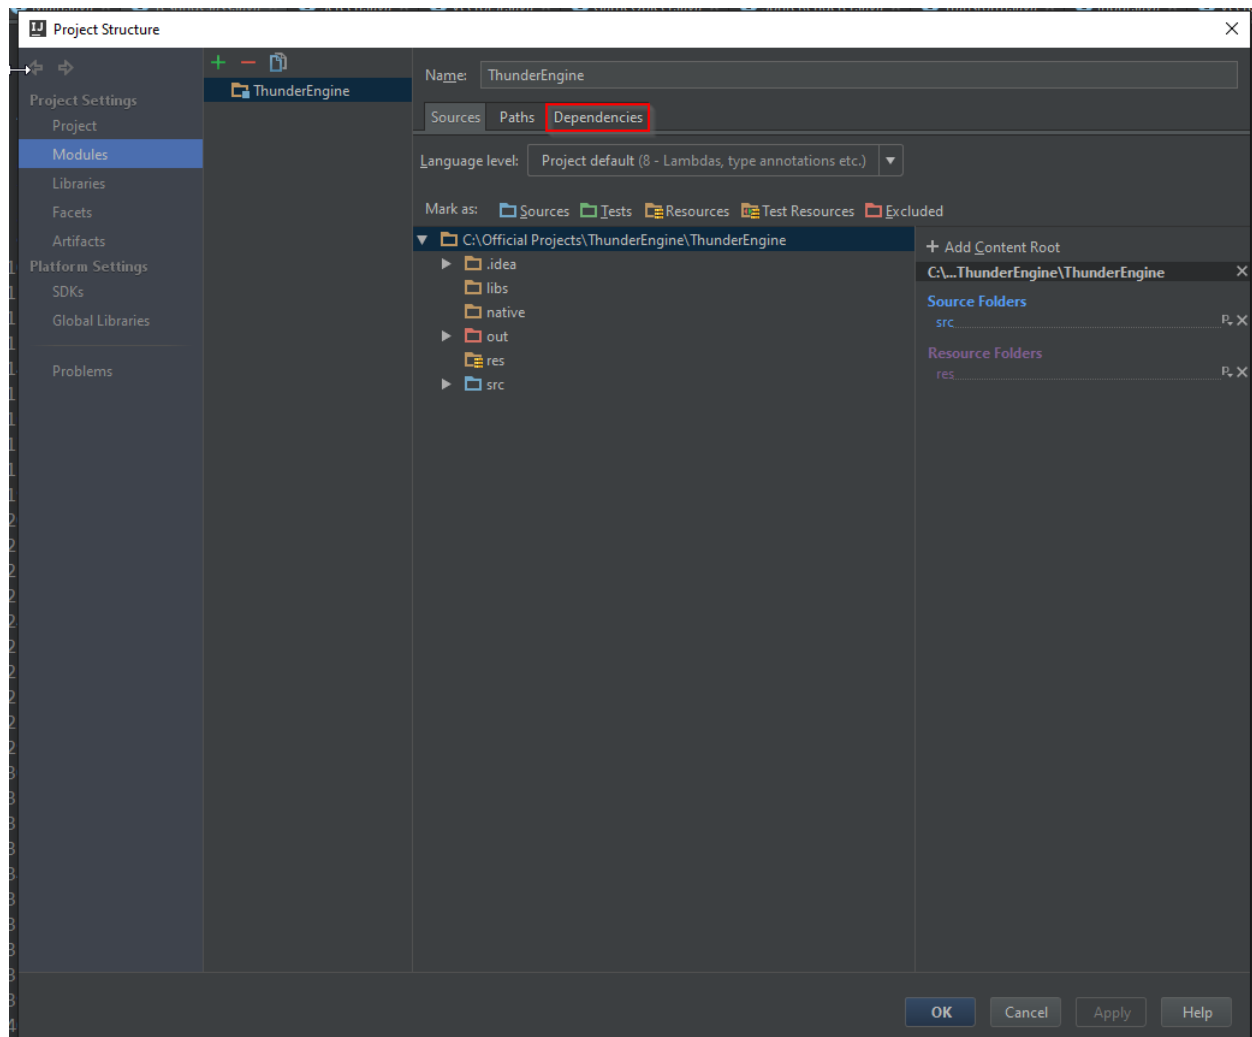 Project Structure
Project Settings
Project
Modules
Libraries
Facets
Artifacts
Platform Settings
SDKs
Global Libraries
Problems
ThunderEngine
Name: ThunderEngine
Sources Paths Dependencies
Language level: Project default (8 - Lambdas, type annotations etc.)
Mark as: Sources Tests Resources Test Resources Excluded
C:\Official Projects\ThunderEngine\ThunderEngine
.idea
libs
native
out
res
src
Add Content Root
C:\...ThunderEngine\ThunderEngine
Source Folders
src
Resource Folders
res
OK Cancel Apply Help